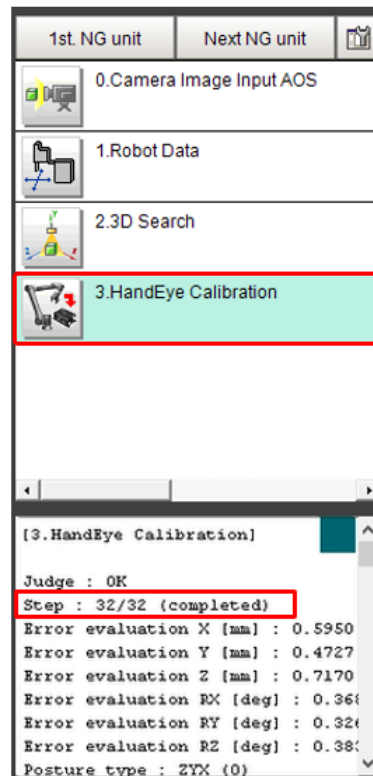 1st. NG unit Next NG unit
0.Camera Image Input AOS
1.Robot Data
2.3D Search
3.HandEye Calibration
[3.HandEye Calibration]
Judge : OK
Step : 32/32 (completed)
Error evaluation X [mm] : 0.5950
Error evaluation Y [mm] : 0.4727
Error evaluation Z [mm] : 0.7170
Error evaluation RX [deg] : 0.368
Error evaluation RY [deg] : 0.326
Error evaluation RZ [deg] : 0.383
Posture type : ZYX (0)